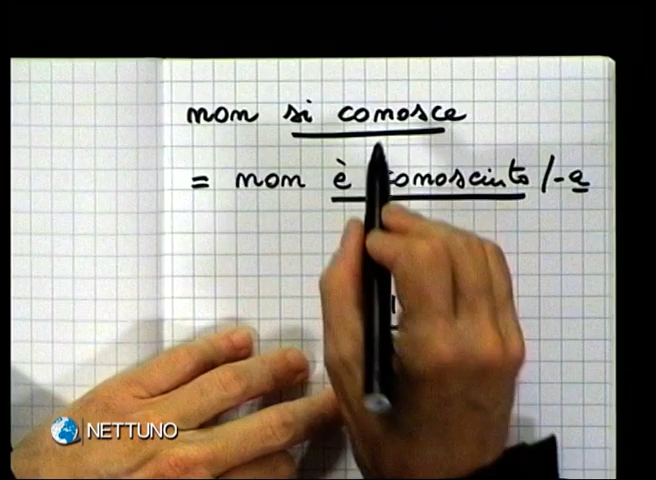 non si conosce
= non è conosciuto /-a
NETTUNO